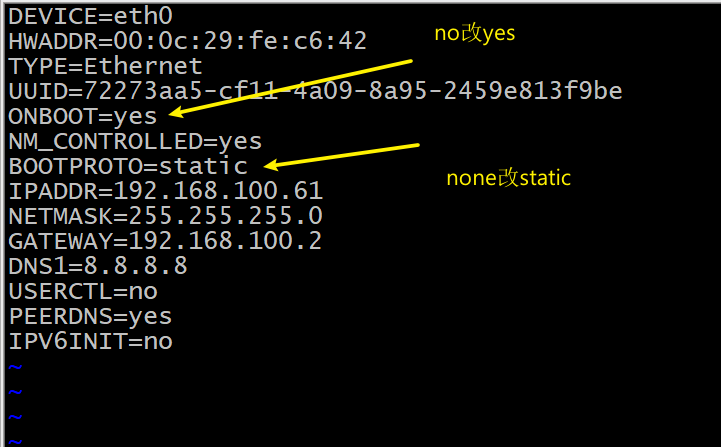 DEVICE=eth0
HWADDR=00:0c:29:fe:c6:42
no改yes
TYPE=Ethernet
UUID=72273aa5-cf11-4a09-8a95-2459e813f9be
ONBOOT=yes
NM_CONTROLLED=yes
BOOTPROTO=static
none改static
IPADDR=192.168.100.61
NETMASK=255.255.255.0
GATEWAY=192.168.100.2
DNS1=8.8.8.8
USERCTL=no
PEERDNS=yes
IPV6INIT=no
~
~
~
~